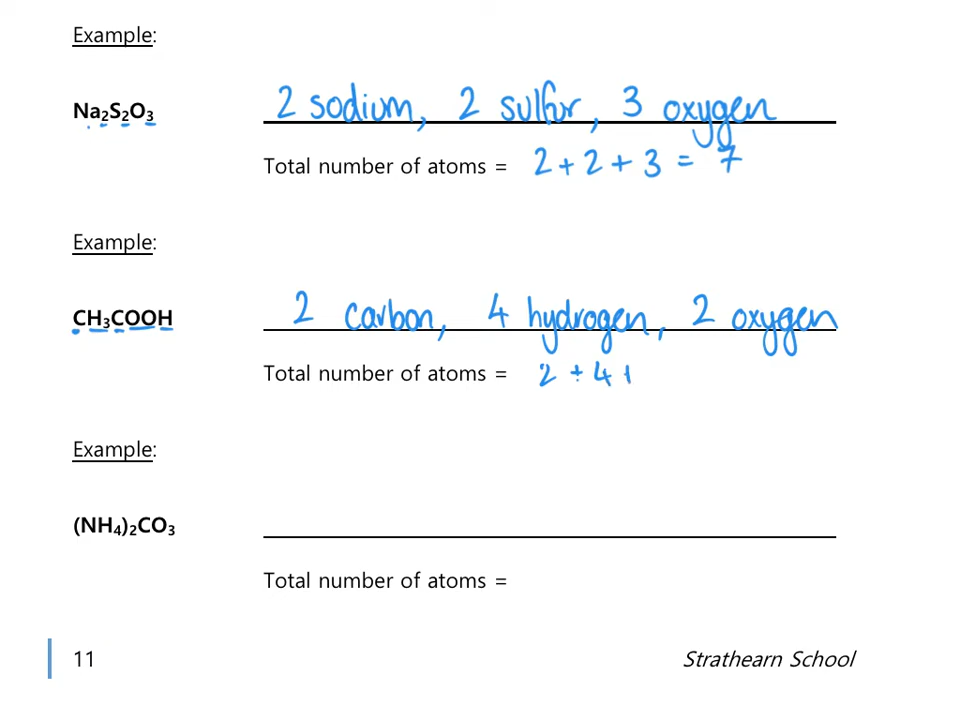 Example:
Na₂S₂O₃ 2 sodium, 2 sulfur, 3 oxygen
Total number of atoms = 2 + 2 + 3 = 7
Example:
CH₃COOH 2 carbon, 4 hydrogen, 2 oxygen
Total number of atoms = 2 + 4 +
Example:
(NH₄)₂CO₃
Total number of atoms =
11 Strathearn School